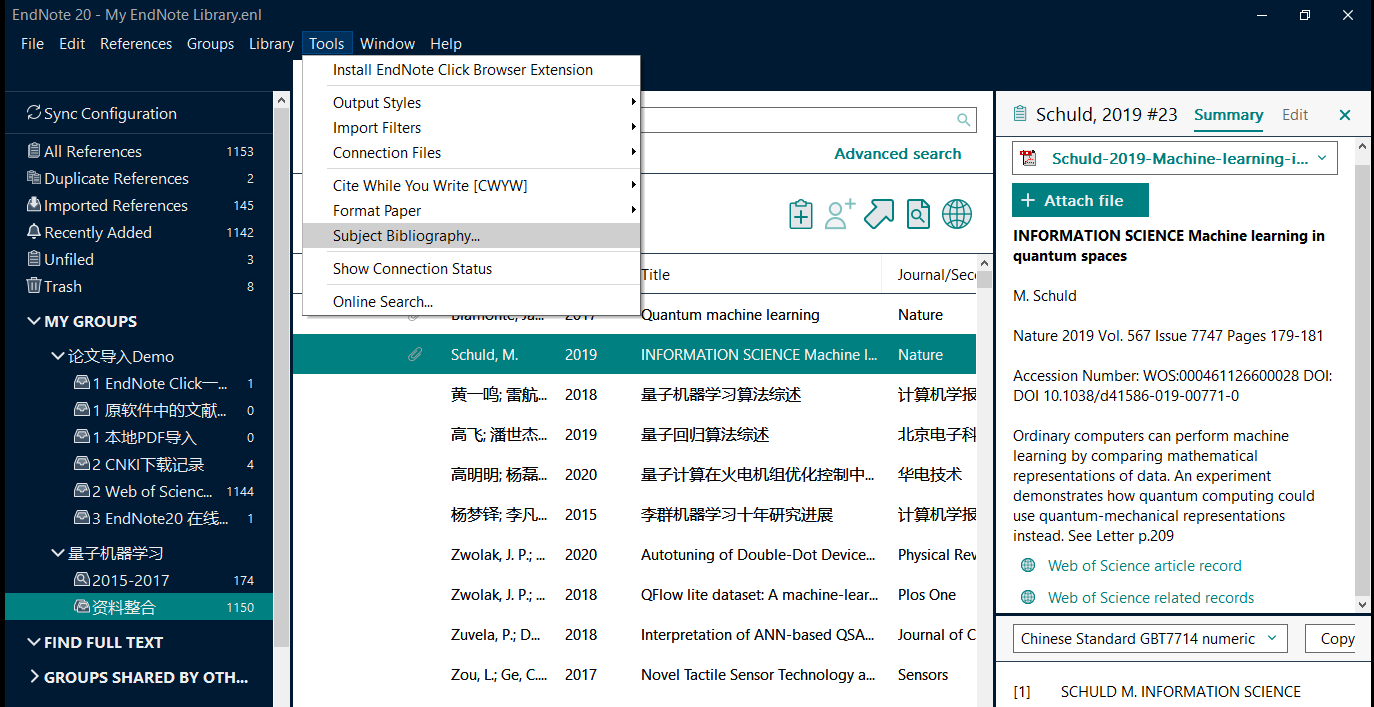 EndNote 20 - My EndNote Library.enl
File Edit References Groups Library Tools Window Help
Sync Configuration
All References 1153
Duplicate References 2
Imported References 145
Recently Added 1142
Unfiled 3
Trash 8
MY GROUPS
论文导入Demo
1 EndNote Click一... 1
1 原软件中的文献... 0
1 本地PDF导入 0
2 CNKI下载记录 4
2 Web of Scienc... 1144
3 EndNote20 在线... 1
量子机器学习
2015-2017 174
资料整合 1150
FIND FULL TEXT
GROUPS SHARED BY OTH...
Install EndNote Click Browser Extension
Output Styles
Import Filters
Connection Files
Cite While You Write [CWYW]
Format Paper
Subject Bibliography...
Show Connection Status
Online Search...
Advanced search
Title Journal/Sec
2017 Quantum machine learning Nature
Schuld, M. 2019 INFORMATION SCIENCE Machine l... Nature
黄一鸣; 雷航... 2018 量子机器学习算法综述 计算机学报
高飞; 潘世杰... 2019 量子回归算法综述 北京电子科
高明明; 杨磊... 2020 量子计算在火电机组优化控制中... 华电技术
杨梦铎; 李凡... 2015 李群机器学习十年研究进展 计算机学报
Zwolak, J. P.; ... 2020 Autotuning of Double-Dot Device... Physical Rev
Zwolak, J. P.; ... 2018 QFlow lite dataset: A machine-lear... Plos One
Zuvela, P.; D... 2018 Interpretation of ANN-based QSA... Journal of C
Zou, L.; Ge, C.... 2017 Novel Tactile Sensor Technology a... Sensors
Schuld, 2019 #23 Summary Edit
Schuld-2019-Machine-learning-i...
+ Attach file
INFORMATION SCIENCE Machine learning in
quantum spaces
M. Schuld
Nature 2019 Vol. 567 Issue 7747 Pages 179-181
Accession Number: WOS:000461126600028 DOI:
DOI 10.1038/d41586-019-00771-0
Ordinary computers can perform machine
learning by comparing mathematical
representations of data. An experiment
demonstrates how quantum computing could
use quantum-mechanical representations
instead. See Letter p.209
Web of Science article record
Web of Science related records
Chinese Standard GBT7714 numeric Copy
[1] SCHULD M. INFORMATION SCIENCE